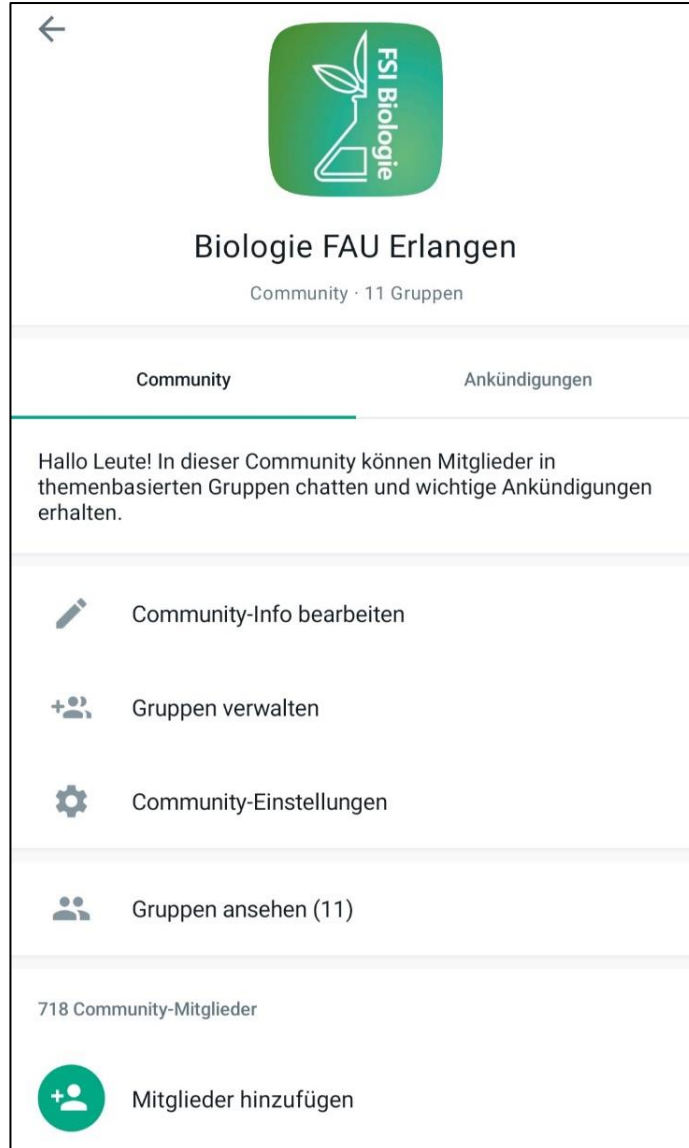 FSI Biologie
Biologie FAU Erlangen
Community · 11 Gruppen
Community
Ankündigungen
Hallo Leute! In dieser Community können Mitglieder in
themenbasierten Gruppen chatten und wichtige Ankündigungen
erhalten.
Community-Info bearbeiten
Gruppen verwalten
Community-Einstellungen
Gruppen ansehen (11)
718 Community-Mitglieder
Mitglieder hinzufügen